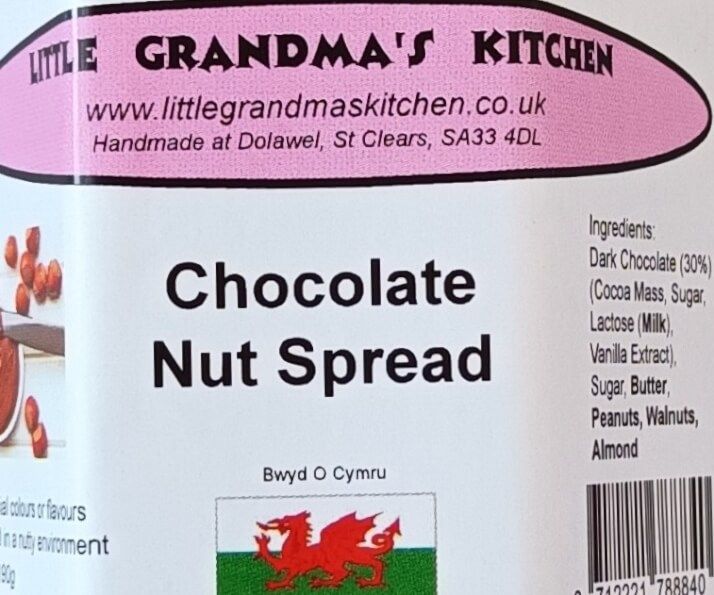 LITTLE GRANDMA'S KITCHEN
www.littlegrandmaskitchen.co.uk
Handmade at Dolawel, St Clears, SA33 4DL
Chocolate
Nut Spread
Bwyd O Cymru
Ingredients:
Dark Chocolate (30%)
(Cocoa Mass, Sugar,
Lactose (Milk),
Vanilla Extract),
Sugar, Butter,
Peanuts, Walnuts,
Almond
colours or flavours
in a nutty environment
90g
788840